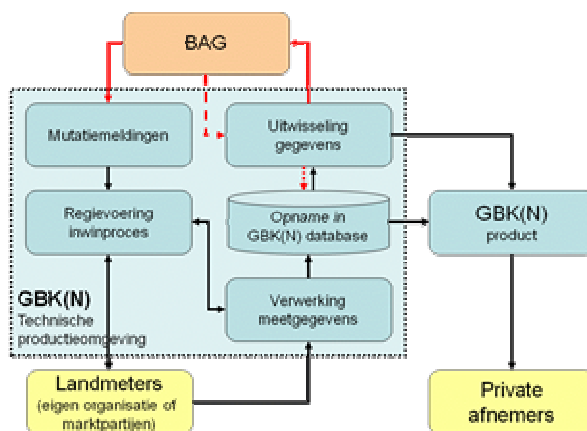 BAG
Mutatiemeldingen
Uitwisseling
gegevens
Regievoering
inwinproces
Opname in
GBK(N) database
GBK(N)
product
GBK(N)
Technische
productieomgeving
Verwerking
meetgegevens
Landmeters
(eigen organisatie of
marktpartijen)
Private
afnemers